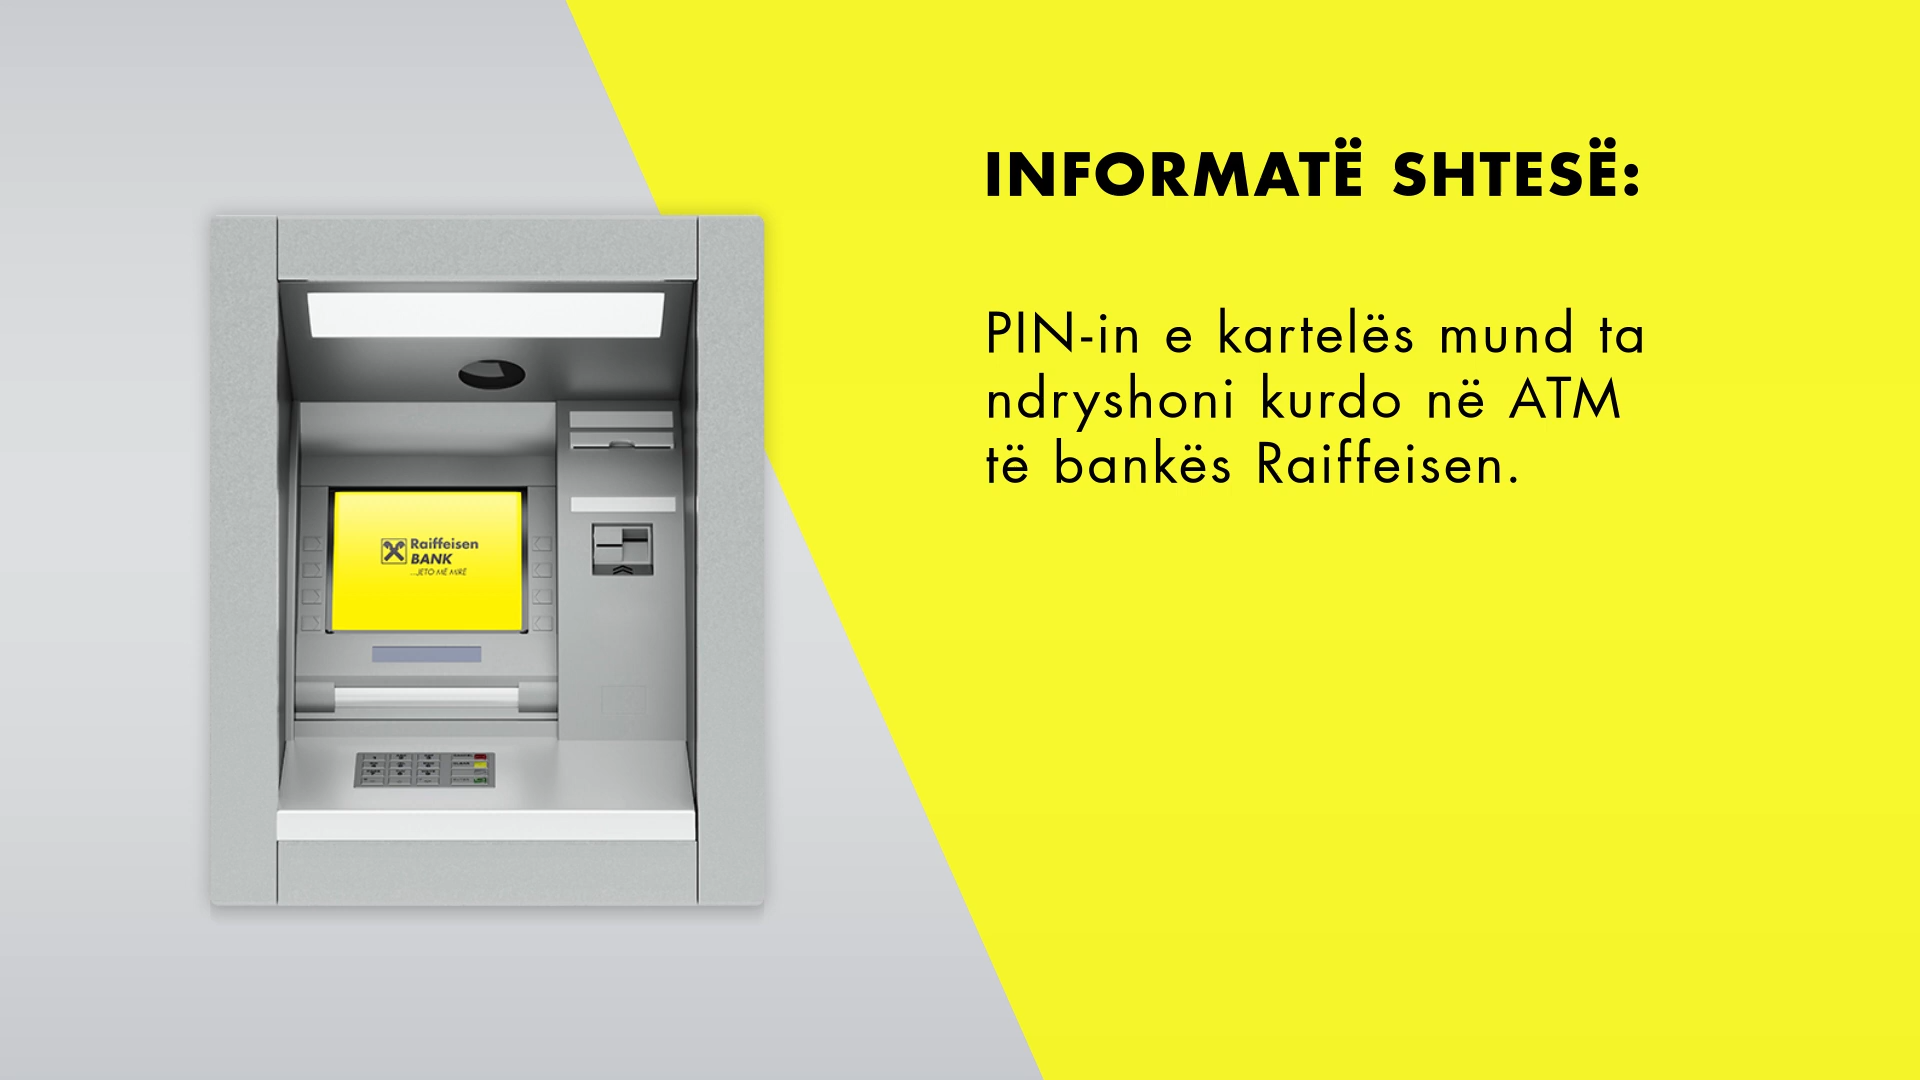 INFORMATË SHTESË:
PIN-in e kartelës mund ta
ndryshoni kurdo në ATM
të bankës Raiffeisen.
Raiffeisen
BANK
...JETO MË MIRË